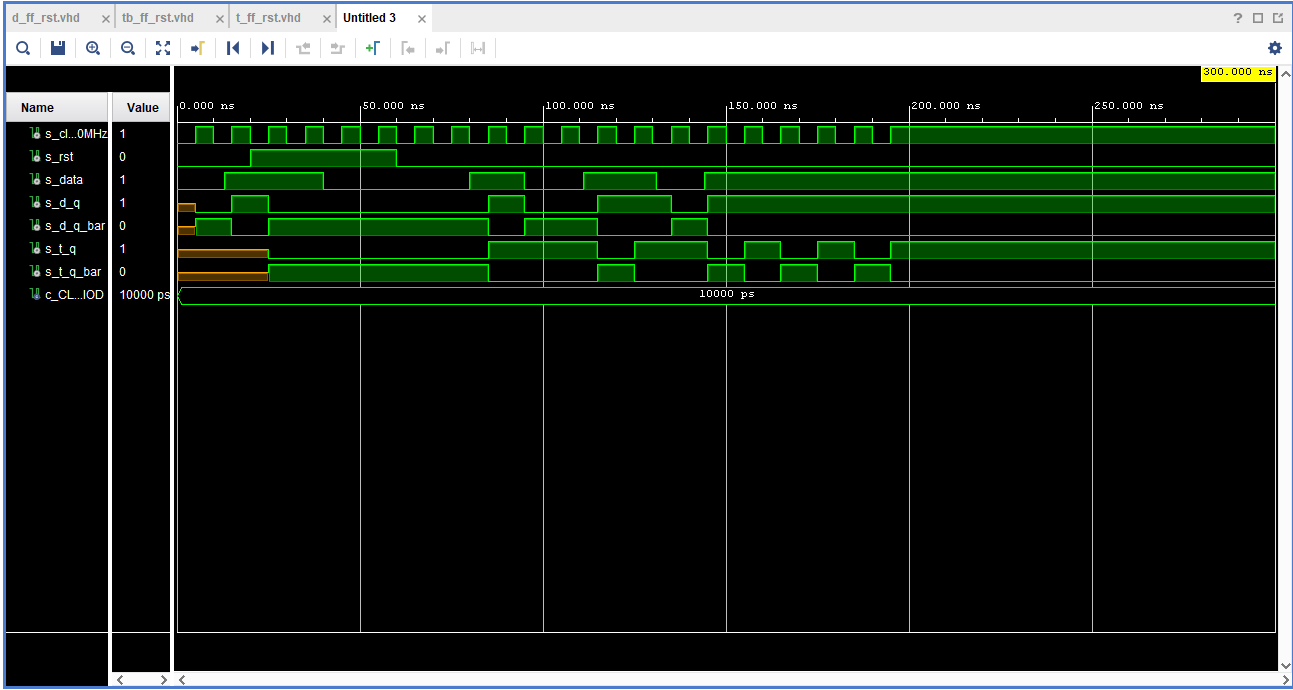 d_ff_rst.vhd × tb_ff_rst.vhd × t_ff_rst.vhd × Untitled 3 × ?
300.000 ns
Name Value 0.000 ns 50.000 ns 100.000 ns 150.000 ns 200.000 ns 250.000 ns
s_cl...0MHz 1
s_rst 0
s_data 1
s_d_q 1
s_d_q_bar 0
s_t_q 1
s_t_q_bar 0
c_CL...IOD 10000 ps 10000 ps